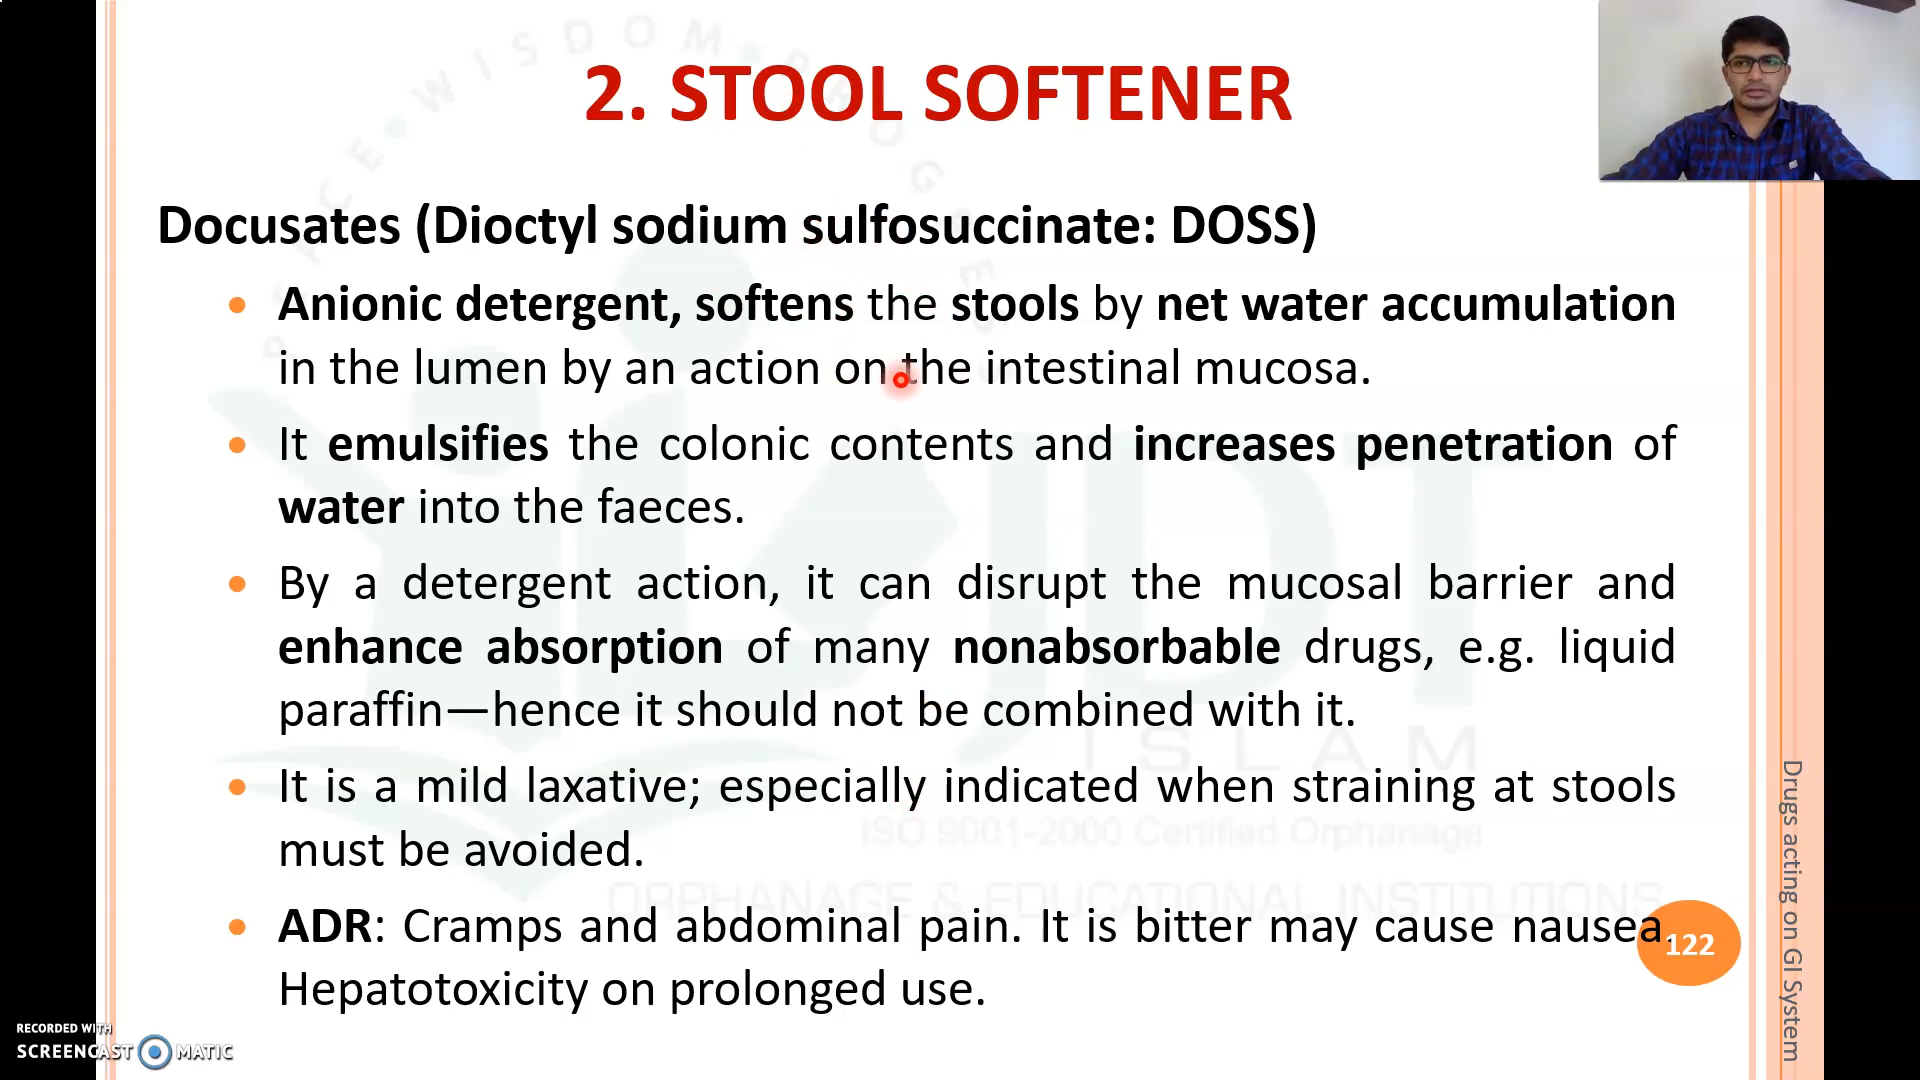 PEACE • WISDOM • PROGRESS
2. STOOL SOFTENER
Docusates (Dioctyl sodium sulfosuccinate: DOSS)
• Anionic detergent, softens the stools by net water accumulation
in the lumen by an action on the intestinal mucosa.
• It emulsifies the colonic contents and increases penetration of
water into the faeces.
• By a detergent action, it can disrupt the mucosal barrier and
enhance absorption of many nonabsorbable drugs, e.g. liquid
paraffin—hence it should not be combined with it.
• It is a mild laxative; especially indicated when straining at stools
must be avoided.
• ADR: Cramps and abdominal pain. It is bitter may cause nausea.
Hepatotoxicity on prolonged use.
JDT
ISLAM
ISO 9001-2000 Certified Orphanage
ORPHANAGE & EDUCATIONAL INSTITUTIONS
122
Drugs acting on GI System
RECORDED WITH
SCREENCAST MATIC